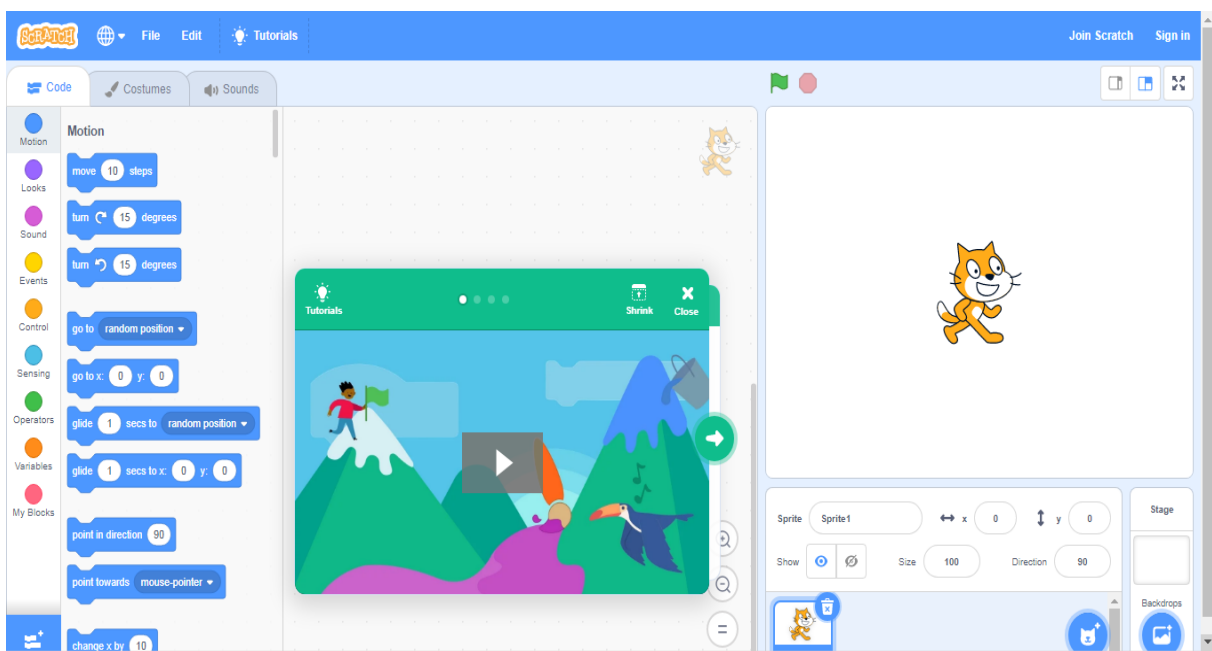 SCRATCH File Edit Tutorials Join Scratch Sign in
Code Costumes Sounds
Motion
Looks
Sound
Events
Control
Sensing
Operators
Variables
My Blocks
Motion
move 10 steps
turn 15 degrees
turn 15 degrees
go to random position
go to x: 0 y: 0
glide 1 secs to random position
glide 1 secs to x: 0 y: 0
point in direction 90
point towards mouse-pointer
change x by 10
Tutorials Shrink Close
Sprite Sprite1 x 0 y 0
Show Size 100 Direction 90
Stage
Backdrops